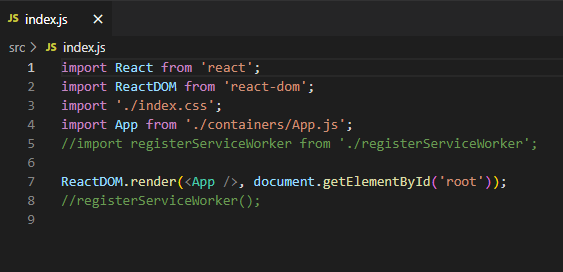 JS index.js ×
src > JS index.js
1 import React from 'react';
2 import ReactDOM from 'react-dom';
3 import './index.css';
4 import App from './containers/App.js';
5 //import registerServiceWorker from './registerServiceWorker';
6
7 ReactDOM.render(<App />, document.getElementById('root'));
8 //registerServiceWorker();
9